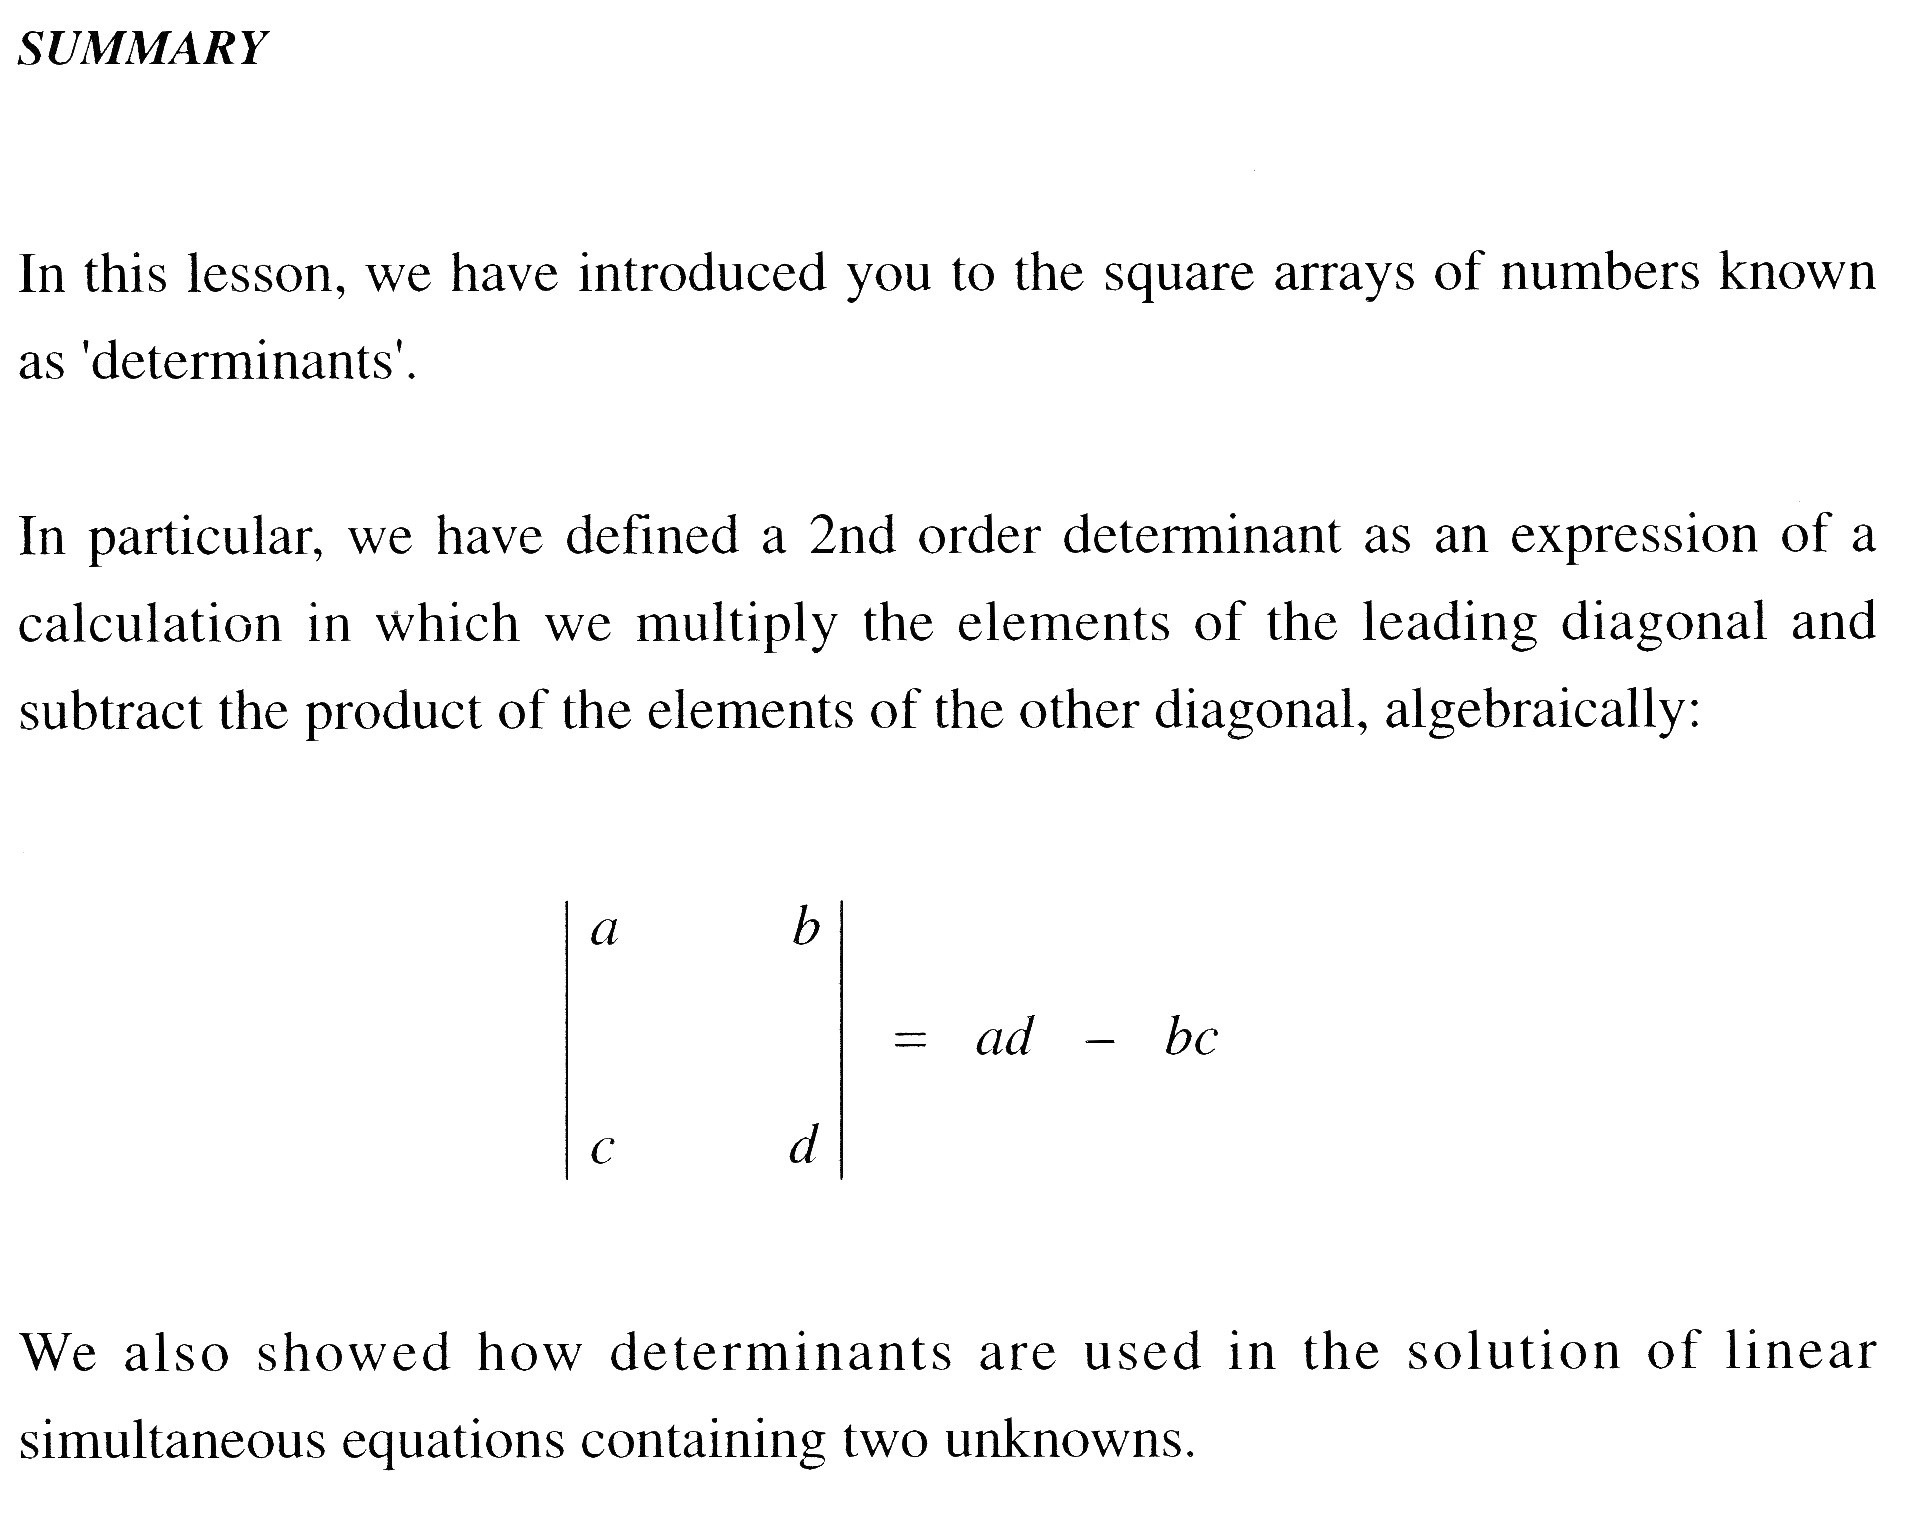 SUMMARY
In this lesson, we have introduced you to the square arrays of numbers known
as 'determinants'.
In particular, we have defined a 2nd order determinant as an expression of a
calculation in which we multiply the elements of the leading diagonal and
subtract the product of the elements of the other diagonal, algebraically:
a b
= ad – bc
c d
We also showed how determinants are used in the solution of linear
simultaneous equations containing two unknowns.